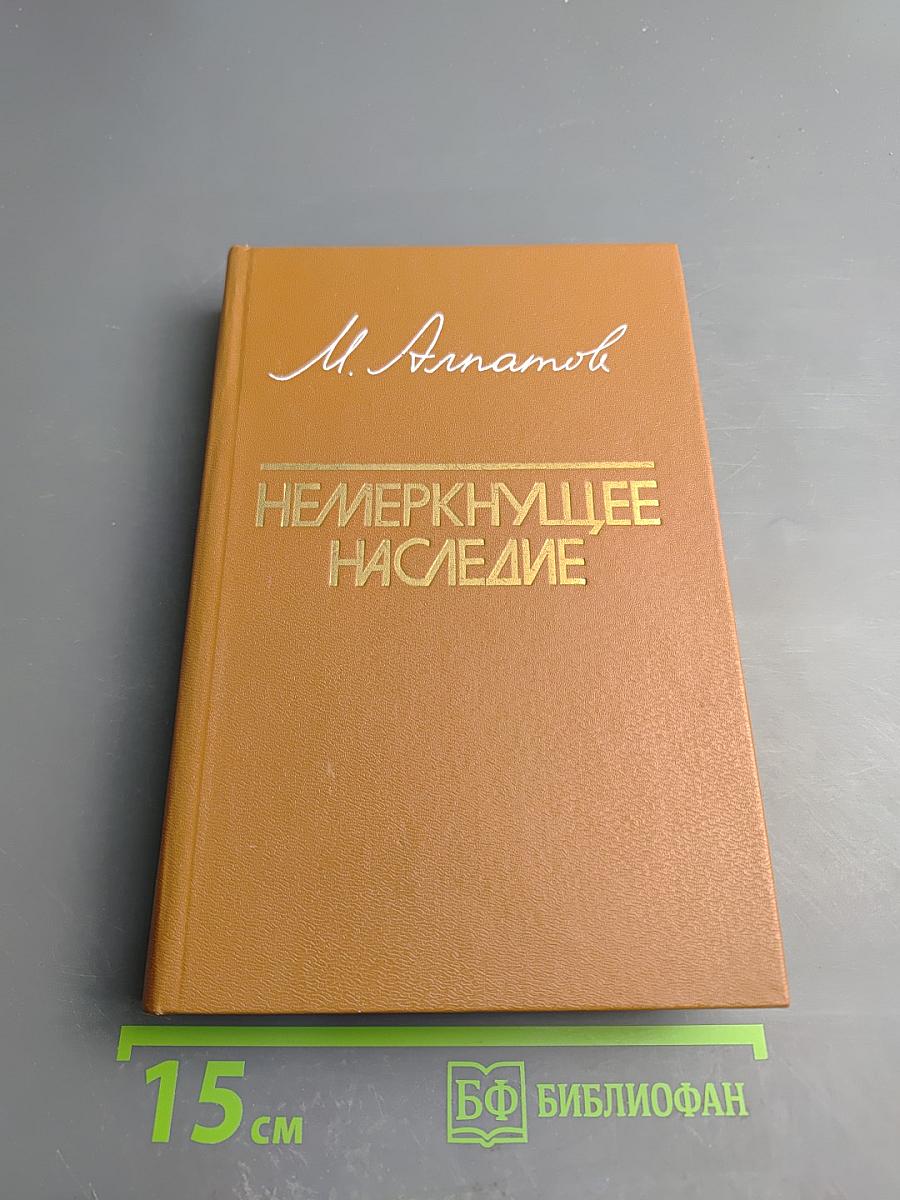 М. Алпатов
НЕМЕРКНУЩЕЕ
НАСЛЕДИЕ
15 см
БФ БИБЛИОФАН